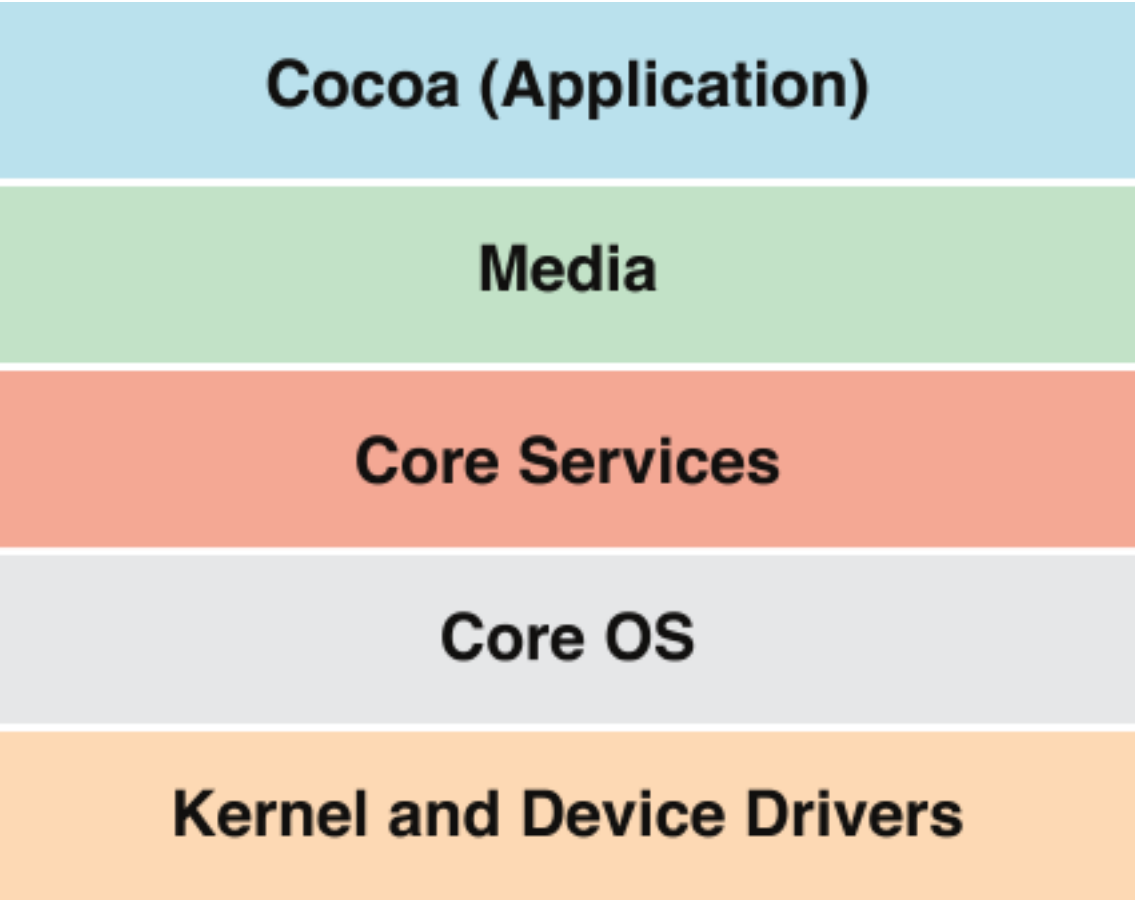 Cocoa (Application)
Media
Core Services
Core OS
Kernel and Device Drivers